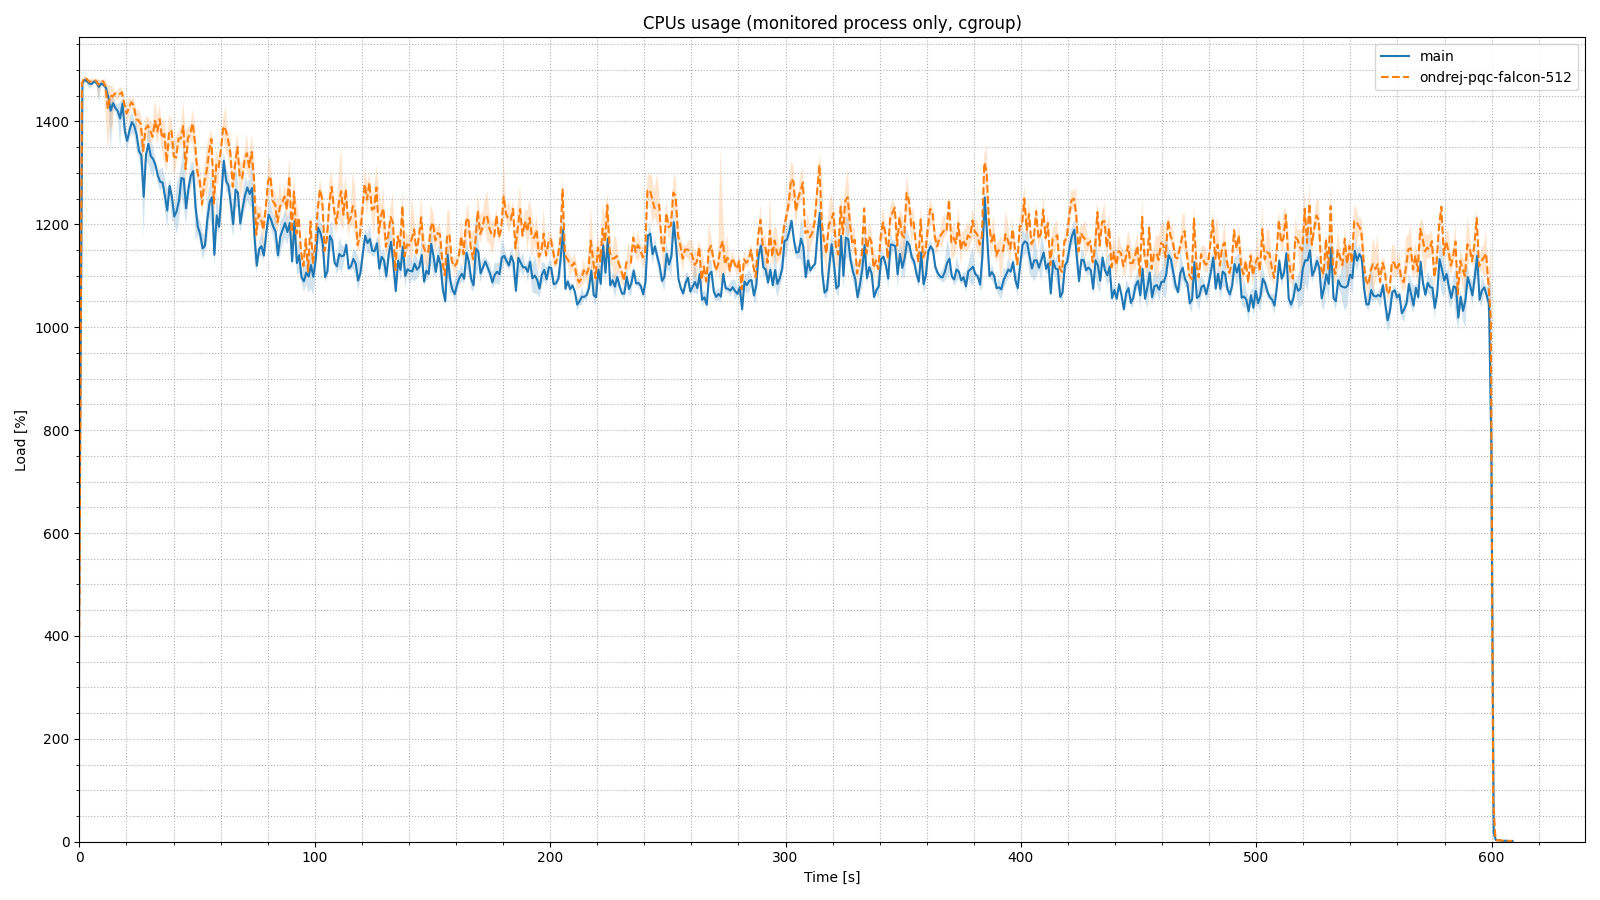 CPUs usage (monitored process only, cgroup)
main
ondrej-pqc-falcon-512
1400
1200
1000
800
600
400
200
0
Load [%]
0 100 200 300 400 500 600
Time [s]